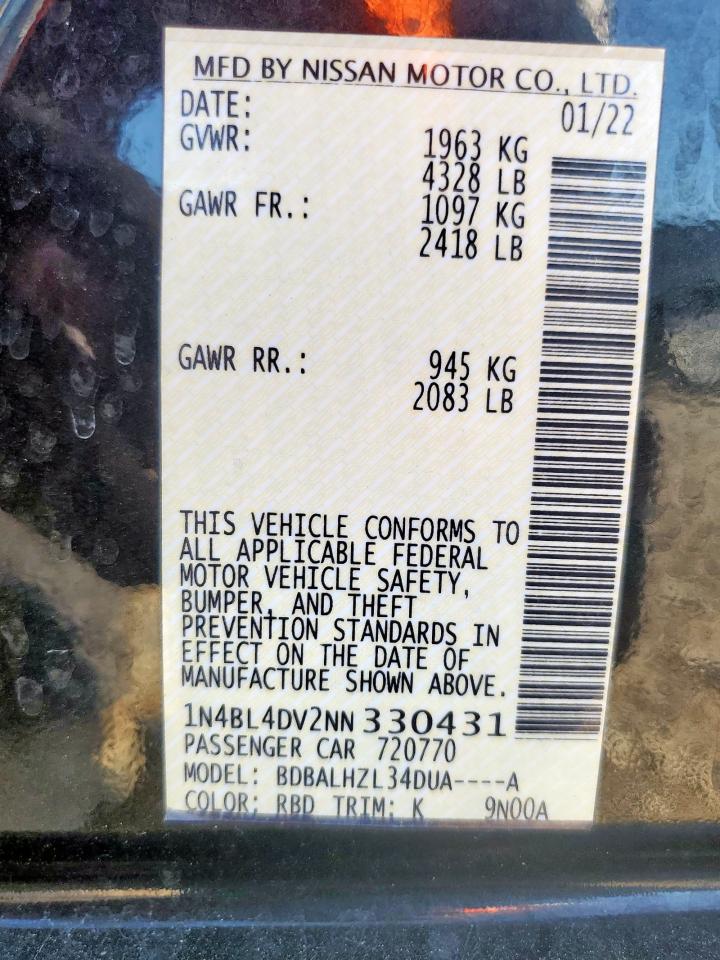 MFD BY NISSAN MOTOR CO., LTD.
DATE: 01/22
GVWR: 1963 KG
4328 LB
GAWR FR.: 1097 KG
2418 LB
GAWR RR.: 945 KG
2083 LB
THIS VEHICLE CONFORMS TO
ALL APPLICABLE FEDERAL
MOTOR VEHICLE SAFETY,
BUMPER, AND THEFT
PREVENTION STANDARDS IN
EFFECT ON THE DATE OF
MANUFACTURE SHOWN ABOVE.
1N4BL4DV2NN330431
PASSENGER CAR 720770
MODEL: BDBALHZL34DUA----A
COLOR: RBD TRIM: K 9N00A